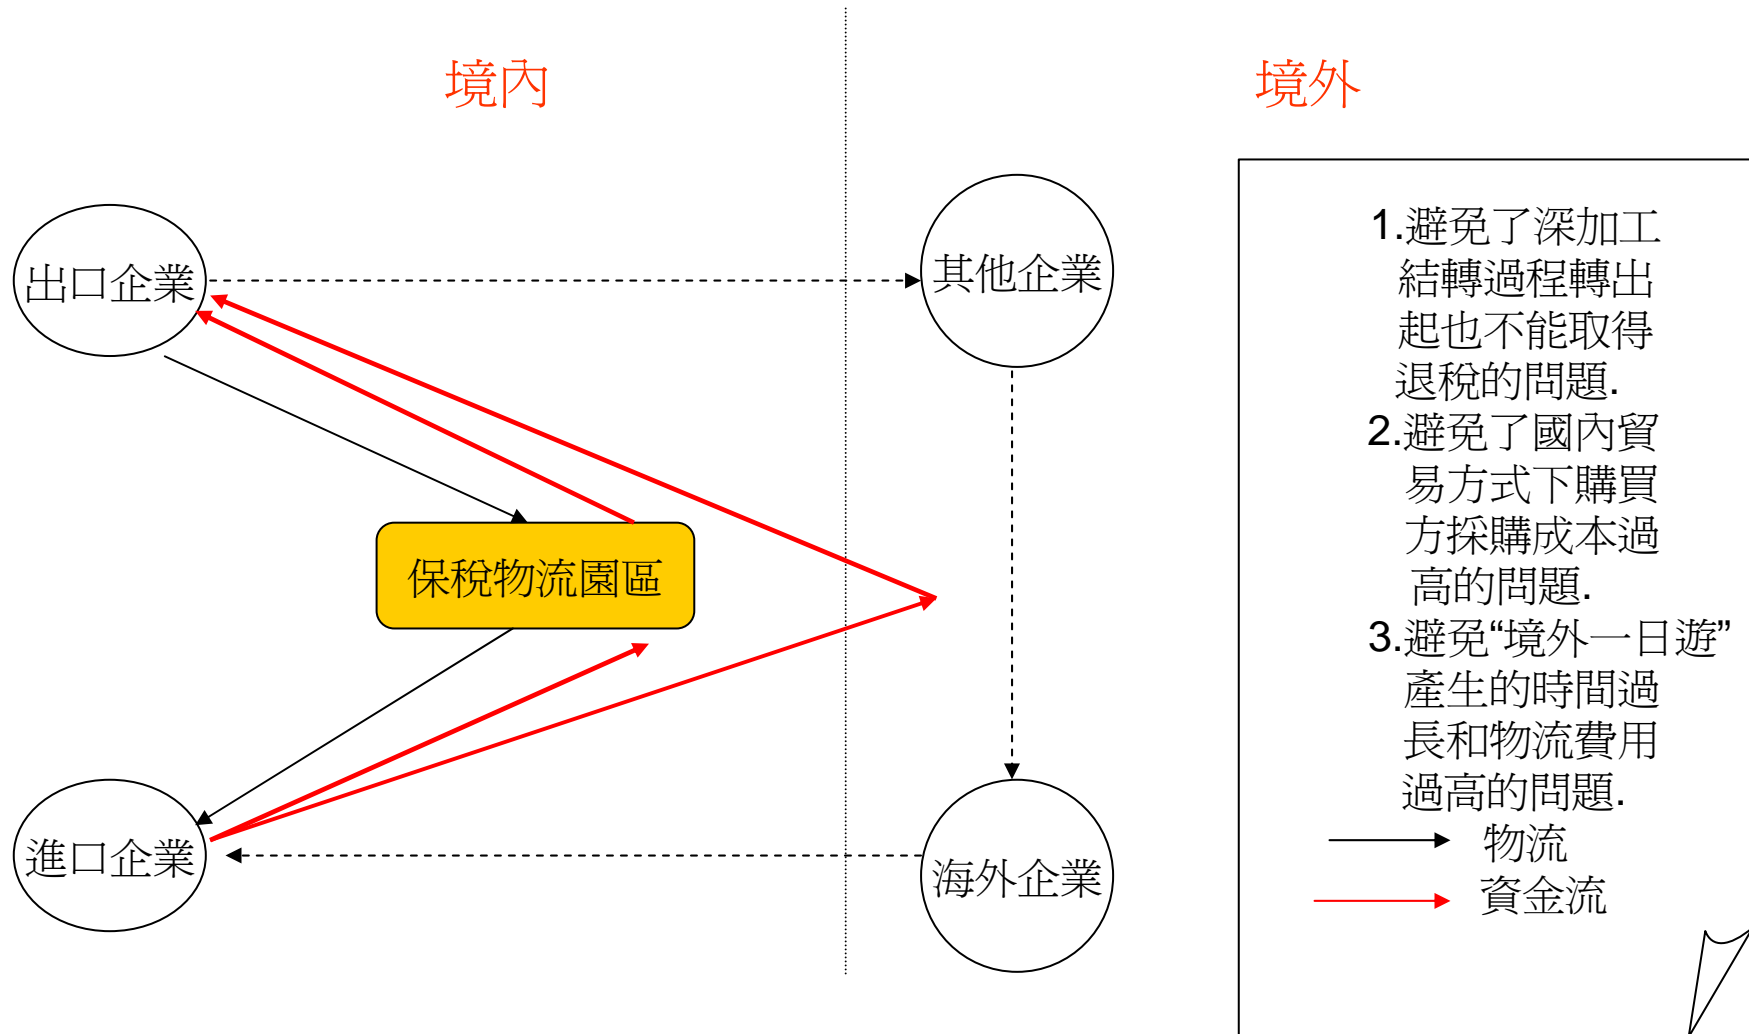 境內
境外
出口企業
其他企業
保稅物流園區
進口企業
海外企業
1.避免了深加工
結轉過程轉出
起也不能取得
退稅的問題.
2.避免了國內貿
易方式下購買
方採購成本過
高的問題.
3.避免“境外一日遊”
產生的時間過
長和物流費用
過高的問題.
物流
資金流